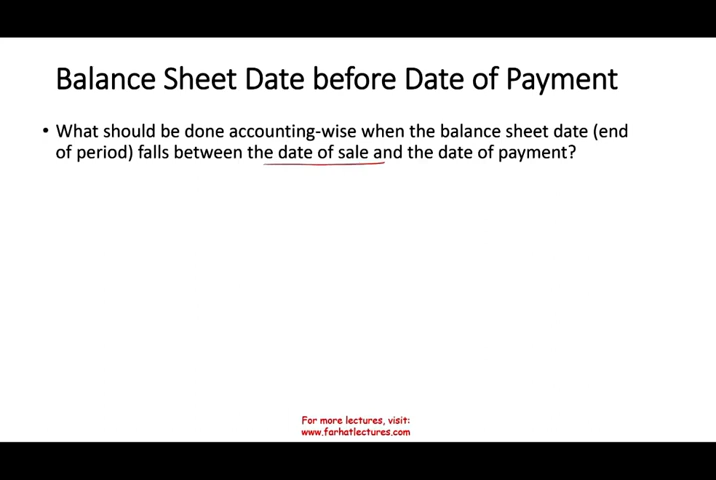 Balance Sheet Date before Date of Payment
• What should be done accounting-wise when the balance sheet date (end
of period) falls between the date of sale and the date of payment?
For more lectures, visit:
www.farhatlectures.com